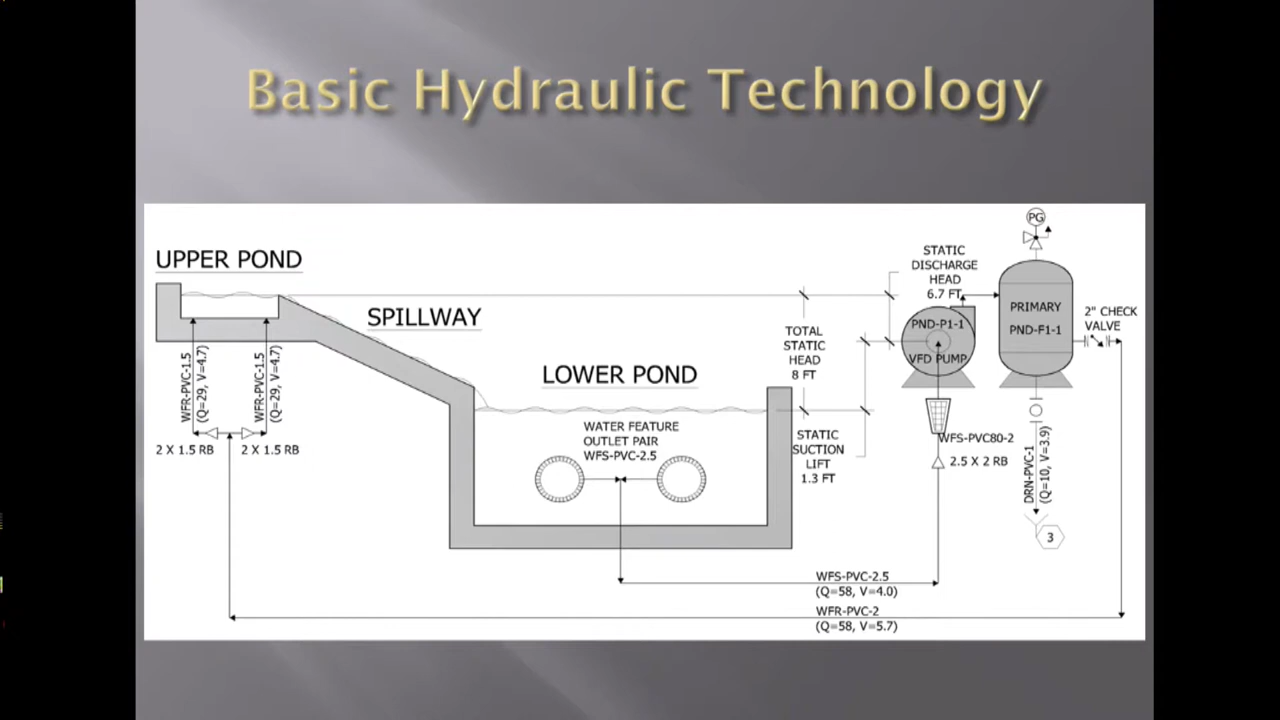 Basic Hydraulic Technology
UPPER POND
SPILLWAY
LOWER POND
WFR-PVC-1.5
(Q=29, V=4.7)
WFR-PVC-1.5
(Q=29, V=4.7)
2 X 1.5 RB
2 X 1.5 RB
WATER FEATURE
OUTLET PAIR
WFS-PVC-2.5
TOTAL
STATIC
HEAD
8 FT
STATIC
SUCTION
LIFT
1.3 FT
STATIC
DISCHARGE
HEAD
6.7 FT
PND-P1-1
VFD PUMP
PG
PRIMARY
PND-F1-1
2" CHECK
VALVE
WFS-PVC80-2
2.5 X 2 RB
DRN-PVC-1
(Q=10, V=3.9)
3
WFS-PVC-2.5
(Q=58, V=4.0)
WFR-PVC-2
(Q=58, V=5.7)